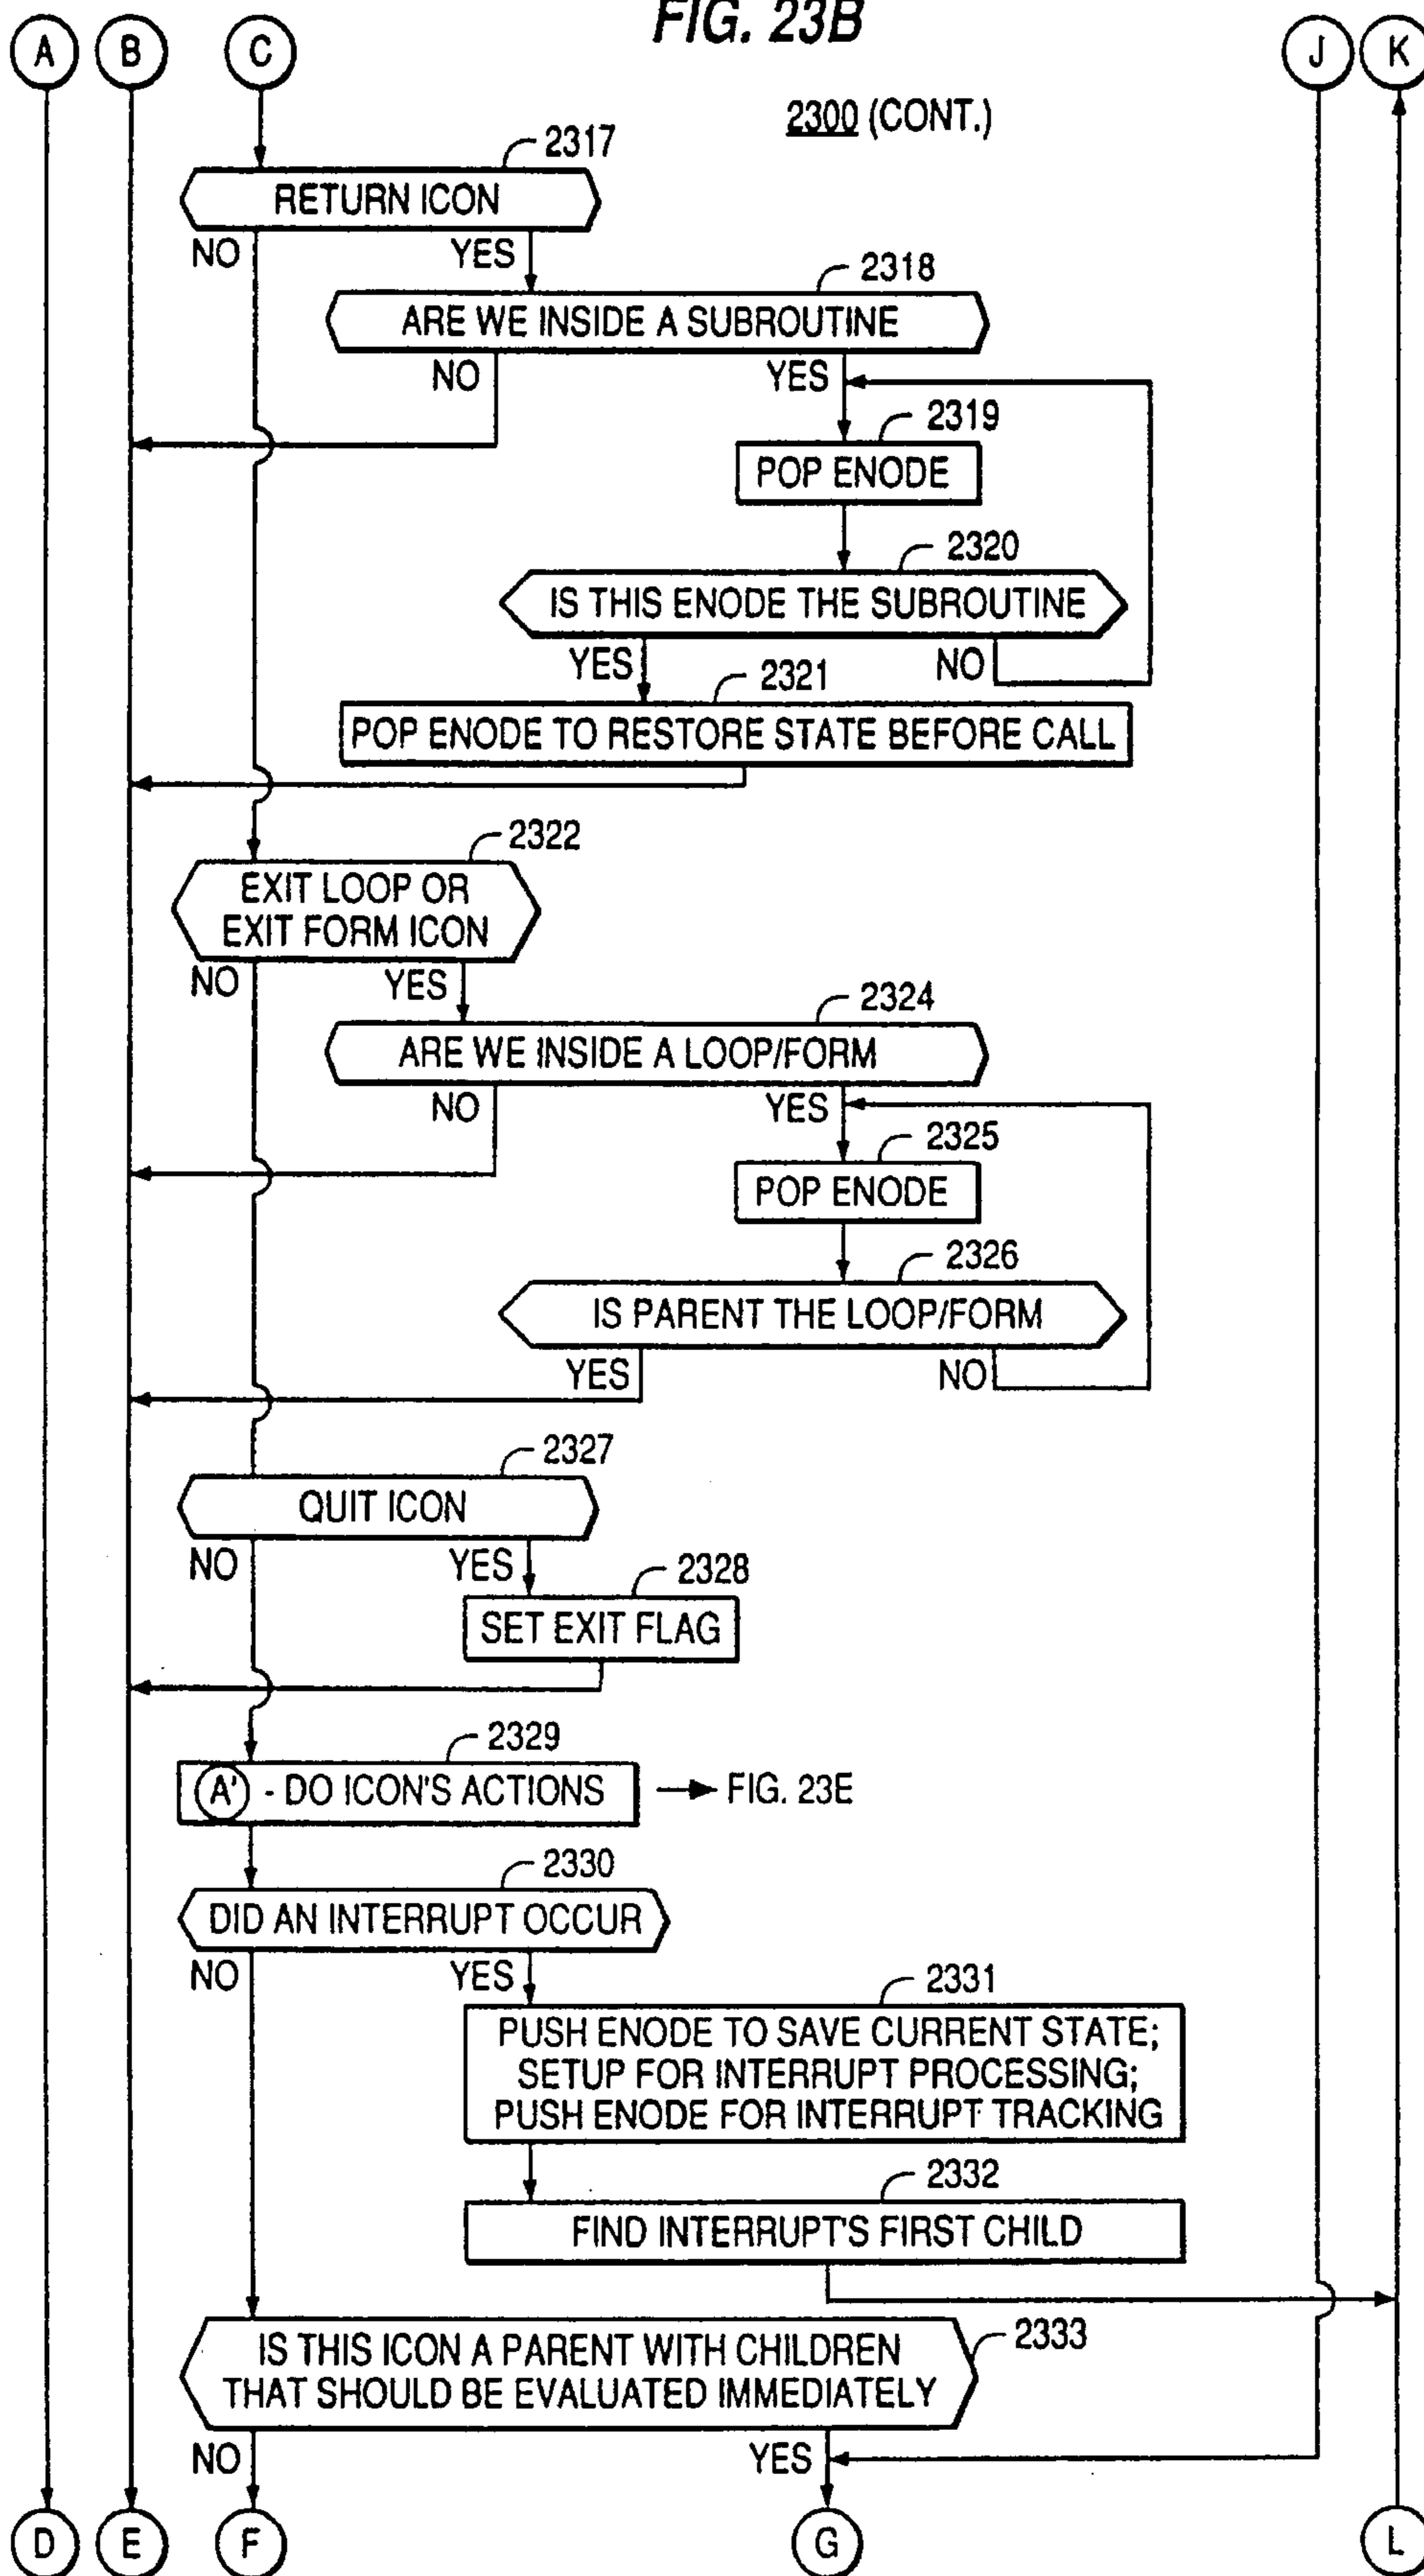 FIG. 23B
A
B
C
J
K
2300 (CONT.)
2317
RETURN ICON
NO
YES
2318
ARE WE INSIDE A SUBROUTINE
NO
YES
2319
POP ENODE
2320
IS THIS ENODE THE SUBROUTINE
YES
NO
2321
POP ENODE TO RESTORE STATE BEFORE CALL
2322
EXIT LOOP OR
EXIT FORM ICON
NO
YES
2324
ARE WE INSIDE A LOOP/FORM
NO
YES
2325
POP ENODE
2326
IS PARENT THE LOOP/FORM
YES
NO
2327
QUIT ICON
NO
YES
2328
SET EXIT FLAG
2329
A' - DO ICON'S ACTIONS
FIG. 23E
2330
DID AN INTERRUPT OCCUR
NO
YES
2331
PUSH ENODE TO SAVE CURRENT STATE;
SETUP FOR INTERRUPT PROCESSING;
PUSH ENODE FOR INTERRUPT TRACKING
2332
FIND INTERRUPT'S FIRST CHILD
2333
IS THIS ICON A PARENT WITH CHILDREN
THAT SHOULD BE EVALUATED IMMEDIATELY
NO
YES
D
E
F
G
L